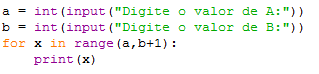 a = int(input("Digite o valor de A:"))
b = int(input("Digite o valor de B:"))
for x in range(a,b+1):
    print(x)